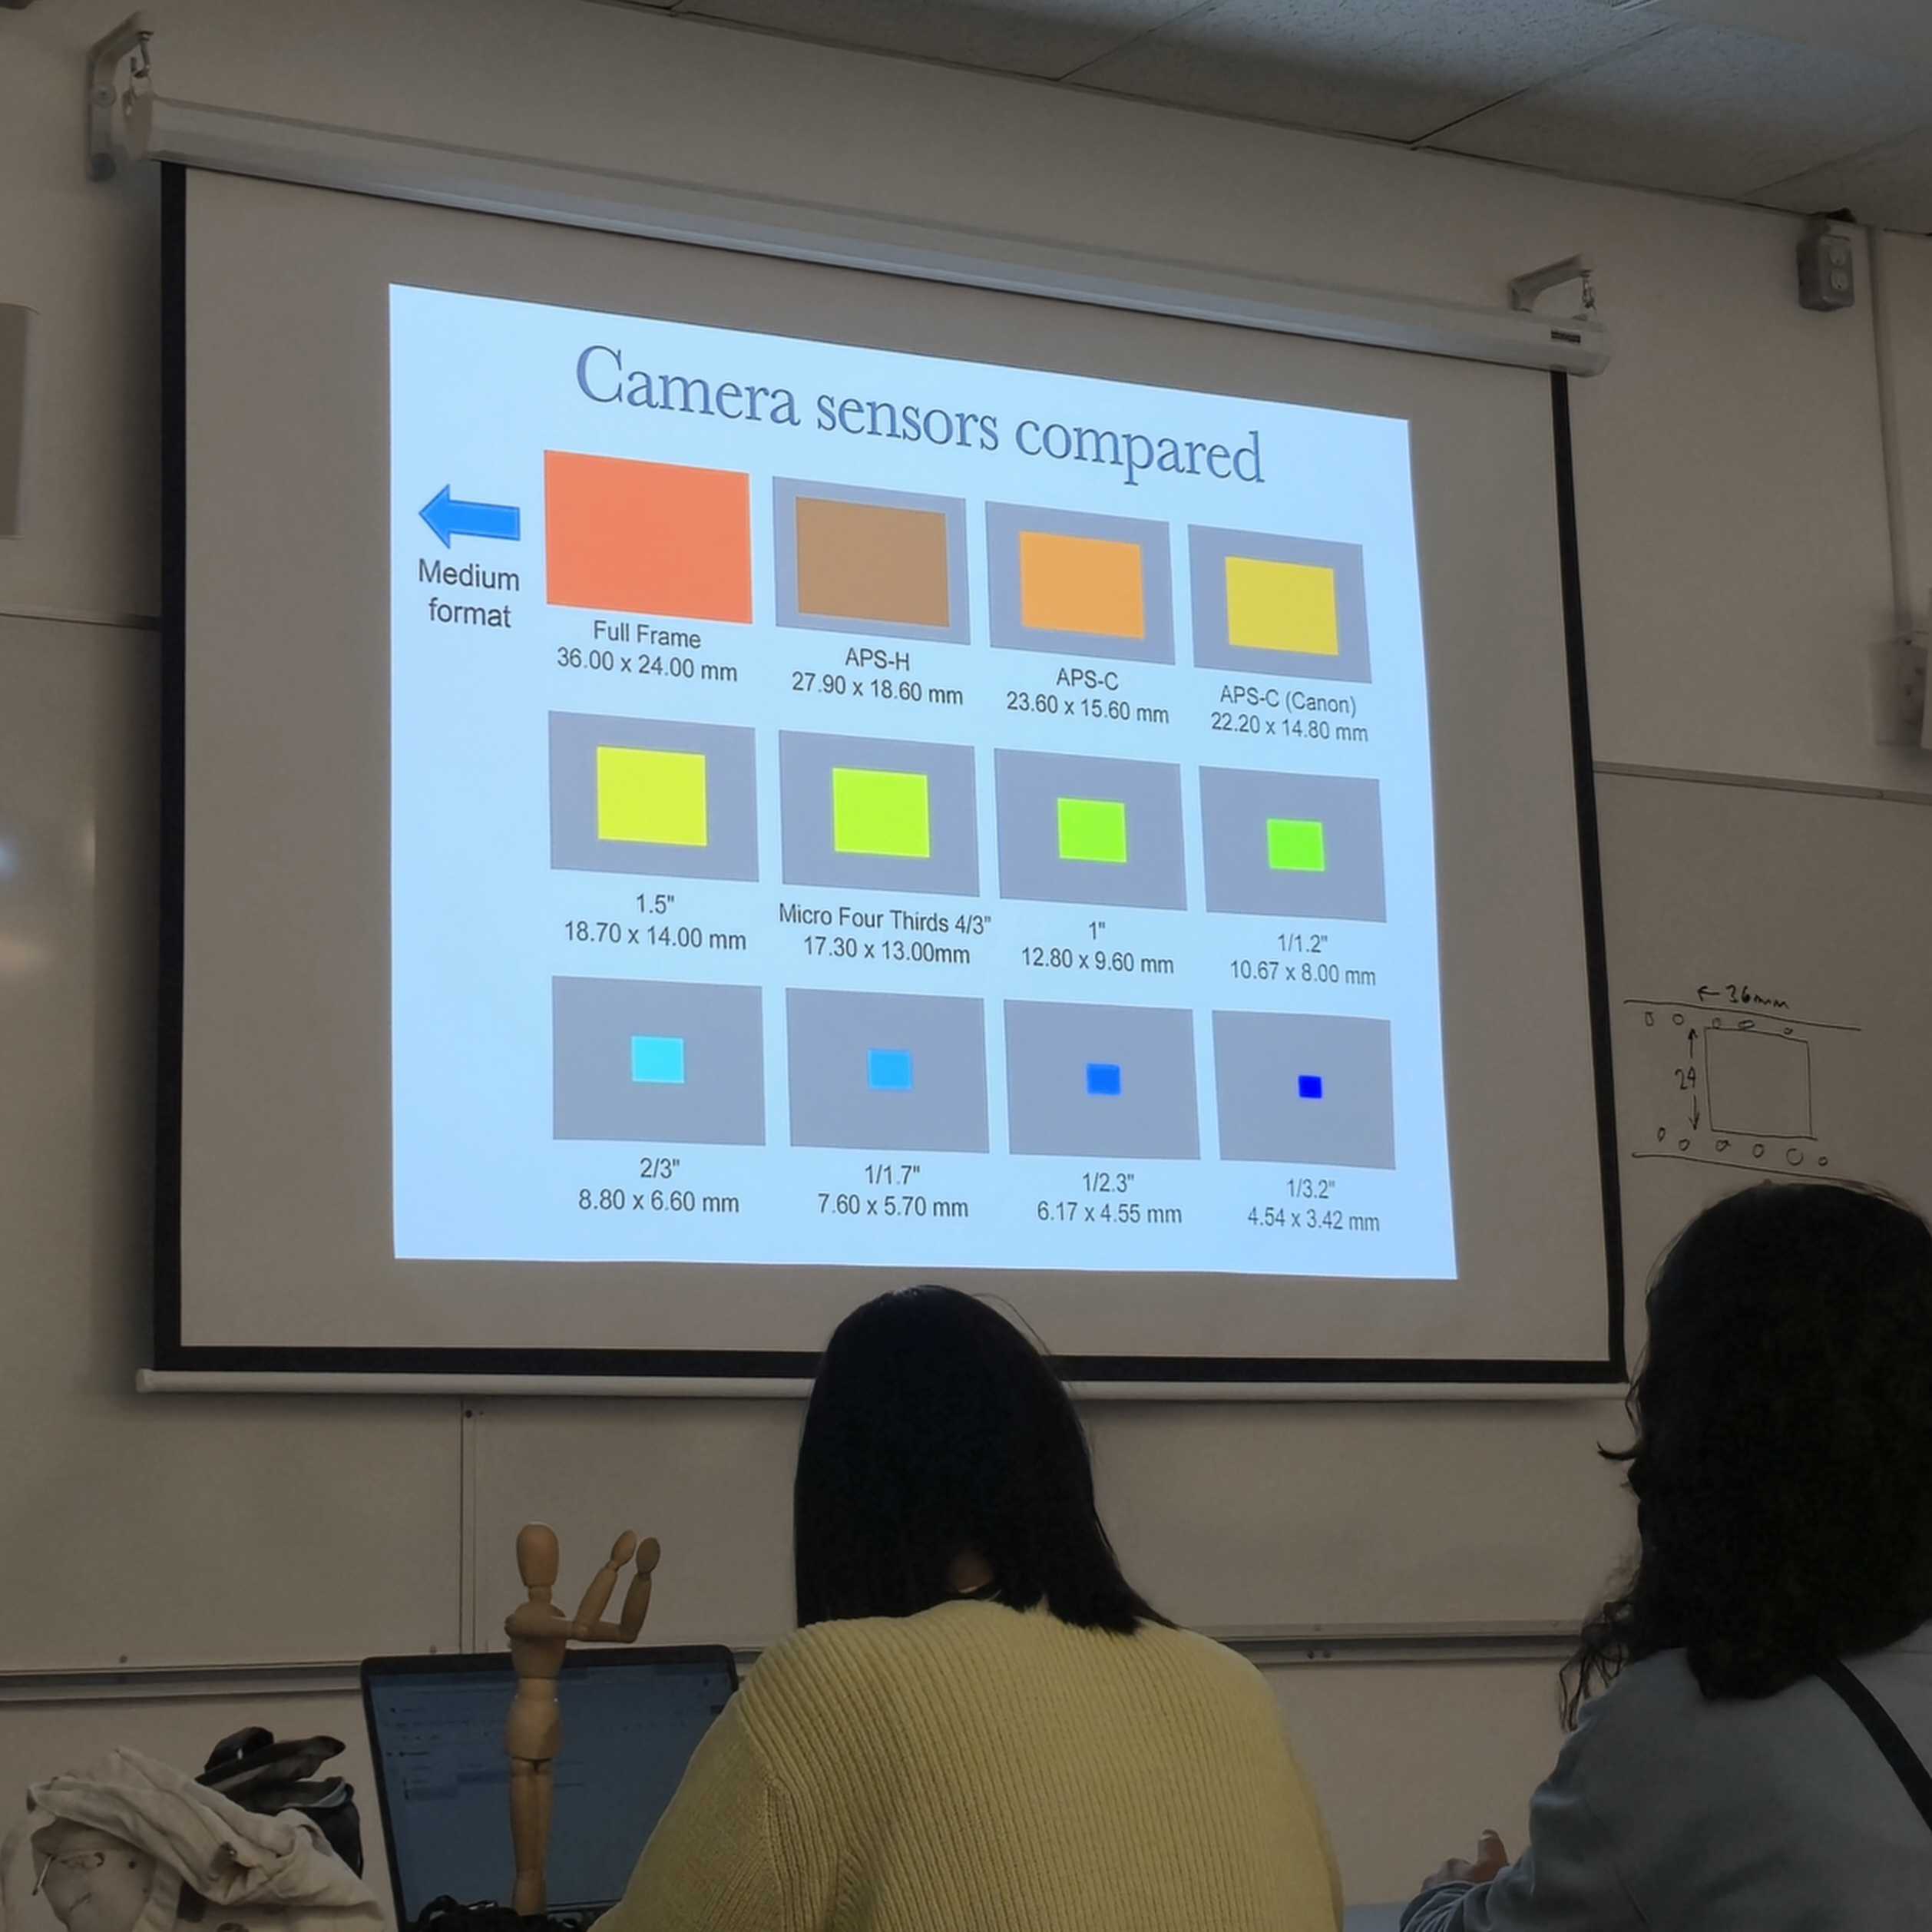 Camera sensors compared
Medium
format
Full Frame
36.00 x 24.00 mm
APS-H
27.90 x 18.60 mm
APS-C
23.60 x 15.60 mm
APS-C (Canon)
22.20 x 14.80 mm
1.5"
18.70 x 14.00 mm
Micro Four Thirds 4/3"
17.30 x 13.00mm
1"
12.80 x 9.60 mm
1/1.2"
10.67 x 8.00 mm
2/3"
8.80 x 6.60 mm
1/1.7"
7.60 x 5.70 mm
1/2.3"
6.17 x 4.55 mm
1/3.2"
4.54 x 3.42 mm
← 36mm
24